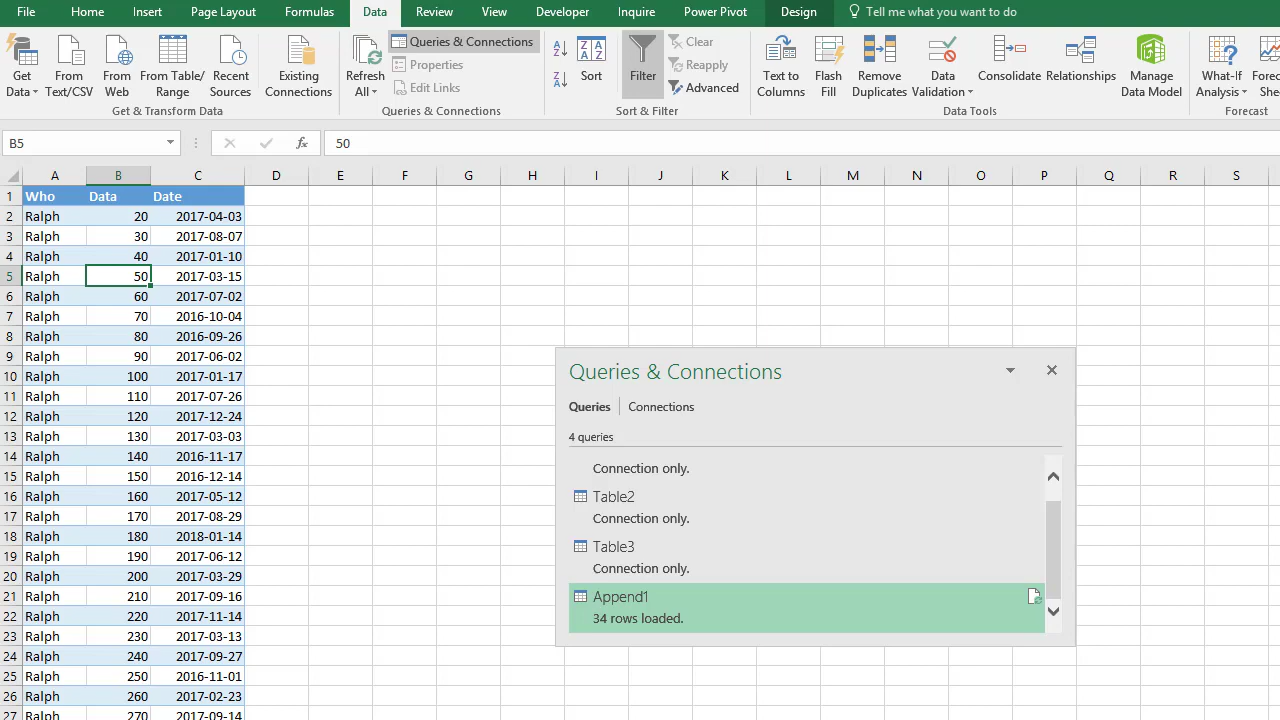 File Home Insert Page Layout Formulas Data Review View Developer Inquire Power Pivot Design Tell me what you want to do
Get Data From Text/CSV From Web From Table/ Range Recent Sources Existing Connections
Get & Transform Data
Refresh All Queries & Connections Properties Edit Links
Queries & Connections
Sort Filter Clear Reapply Advanced
Sort & Filter
Text to Columns Flash Fill Remove Duplicates Data Validation Consolidate Relationships Manage Data Model
Data Tools
What-If Analysis
Forecast
B5 fx 50
A B C D E F G H I J K L M N O P Q R S
1 Who Data Date
2 Ralph 20 2017-04-03
3 Ralph 30 2017-08-07
4 Ralph 40 2017-01-10
5 Ralph 50 2017-03-15
6 Ralph 60 2017-07-02
7 Ralph 70 2016-10-04
8 Ralph 80 2016-09-26
9 Ralph 90 2017-06-02
10 Ralph 100 2017-01-17
11 Ralph 110 2017-07-26
12 Ralph 120 2017-12-24
13 Ralph 130 2017-03-03
14 Ralph 140 2016-11-17
15 Ralph 150 2016-12-14
16 Ralph 160 2017-05-12
17 Ralph 170 2017-08-29
18 Ralph 180 2018-01-14
19 Ralph 190 2017-06-12
20 Ralph 200 2017-03-29
21 Ralph 210 2017-09-16
22 Ralph 220 2017-11-14
23 Ralph 230 2017-03-13
24 Ralph 240 2017-09-27
25 Ralph 250 2016-11-01
26 Ralph 260 2017-02-23
27 Ralph 270 2017-09-14
Queries & Connections
Queries Connections
4 queries
Connection only.
Table2
Connection only.
Table3
Connection only.
Append1
34 rows loaded.